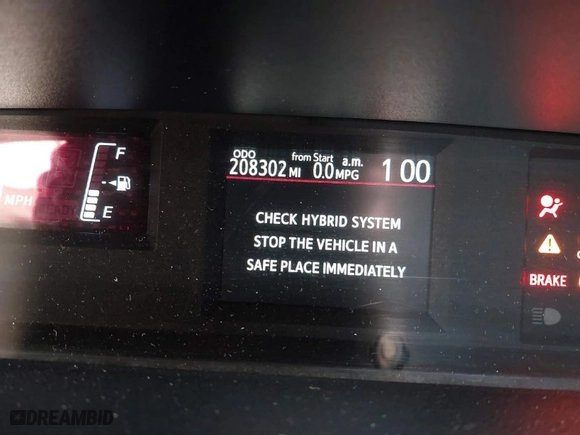 ODO from Start a.m.
208302 MI 0.0 MPG 1 00
F
E
MPH
CHECK HYBRID SYSTEM
STOP THE VEHICLE IN A
SAFE PLACE IMMEDIATELY
BRAKE
DREAMBID